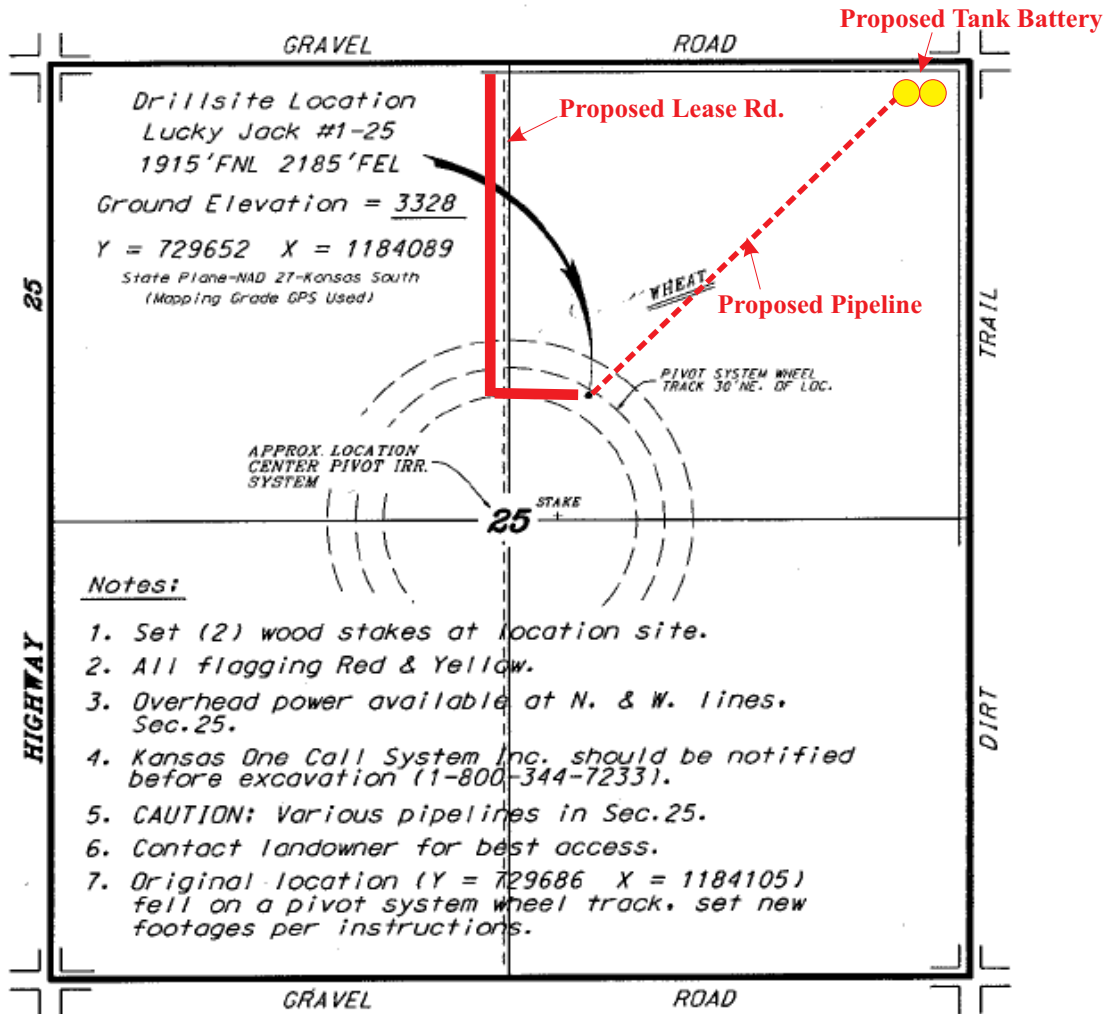 Proposed Tank Battery
GRAVEL ROAD
Drillsite Location
Lucky Jack #1-25
1915'FNL 2185'FEL
Ground Elevation = 3328
Y = 729652 X = 1184089
State Plane-NAD 27-Kansas South
(Mapping Grade GPS Used)
Proposed Lease Rd.
WHEAT
Proposed Pipeline
25
TRAIL
PIVOT SYSTEM WHEEL
TRACK 30'NE. OF LOC.
APPROX. LOCATION
CENTER PIVOT IRR.
SYSTEM
STAKE
25
Notes:
1. Set (2) wood stakes at location site.
2. All flagging Red & Yellow.
3. Overhead power available at N. & W. lines.
Sec.25.
4. Kansas One Call System Inc. should be notified
before excavation (1-800-344-7233).
5. CAUTION: Various pipelines in Sec.25.
6. Contact landowner for best access.
7. Original location (Y = 729686 X = 1184105)
fell on a pivot system wheel track, set new
footages per instructions.
HIGHWAY
DIRT
GRAVEL ROAD